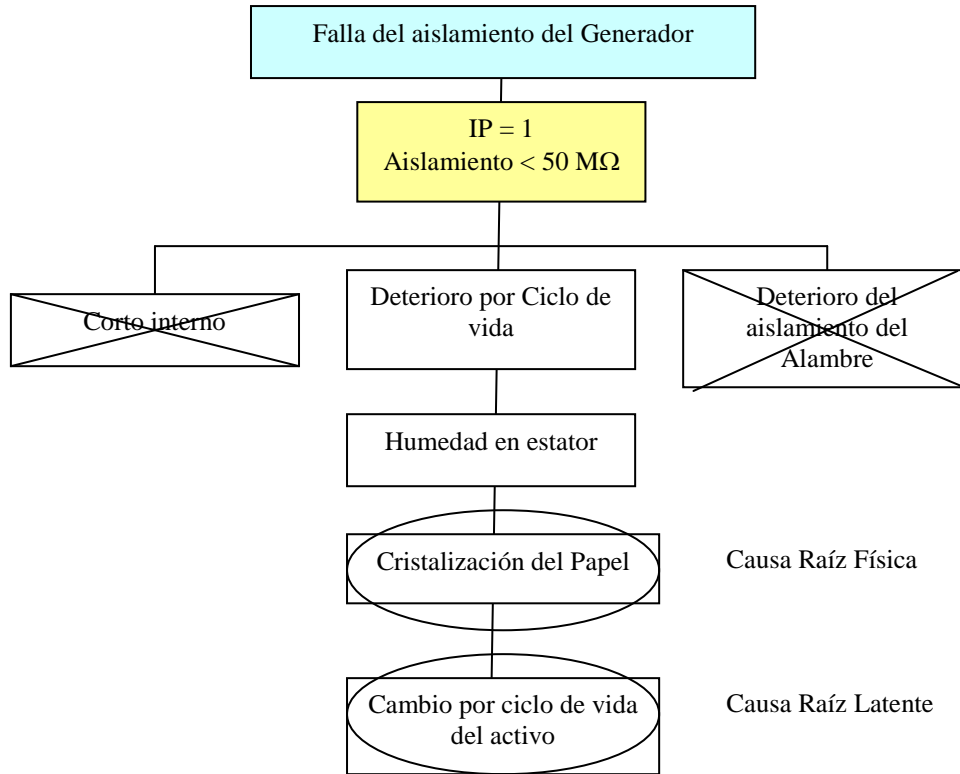 Falla del aislamiento del Generador
IP = 1
Aislamiento < 50 MΩ
Corto interno
Deterioro por Ciclo de
vida
Deterioro del
aislamiento del
Alambre
Humedad en estator
Cristalización del Papel
Causa Raíz Física
Cambio por ciclo de vida
del activo
Causa Raíz Latente